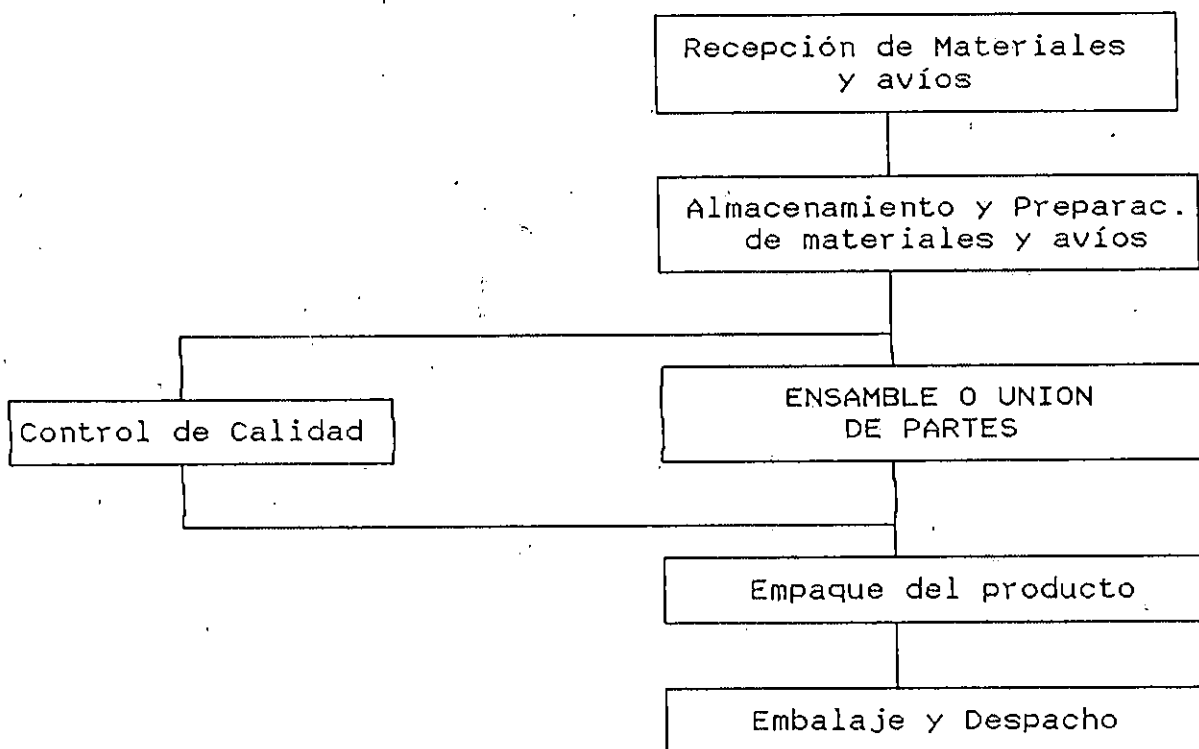 Recepción de Materiales
y avíos
Almacenamiento y Preparac.
de materiales y avíos
ENSAMBLE O UNION
DE PARTES
Control de Calidad
Empaque del producto
Embalaje y Despacho